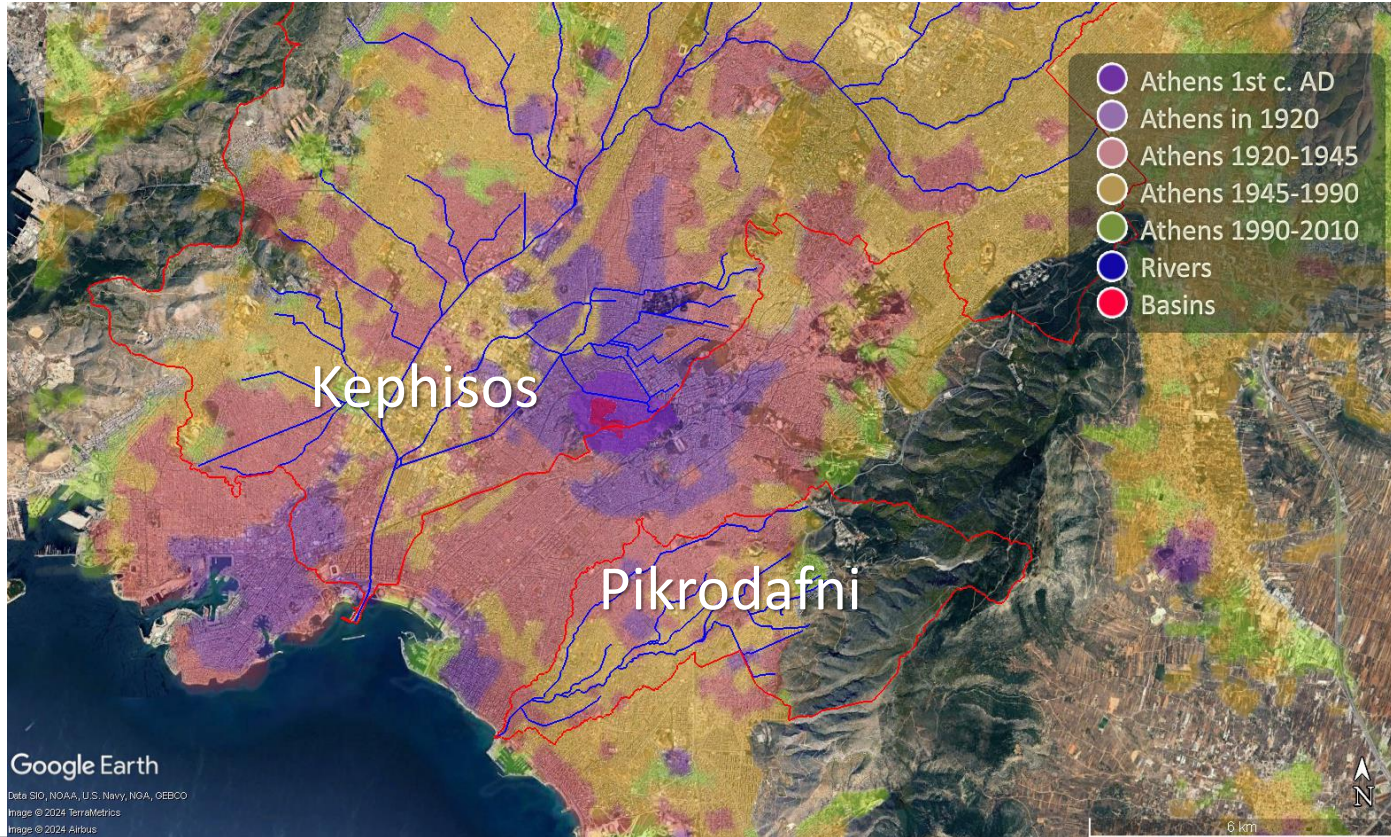 Athens 1st c. AD
Athens in 1920
Athens 1920-1945
Athens 1945-1990
Athens 1990-2010
Rivers
Basins
Kephisos
Pikrodafni
Google Earth
Data SIO, NOAA, U.S. Navy, NGA, GEBCO
Image © 2024 TerraMetrics
Image © 2024 Airbus
N
6 km